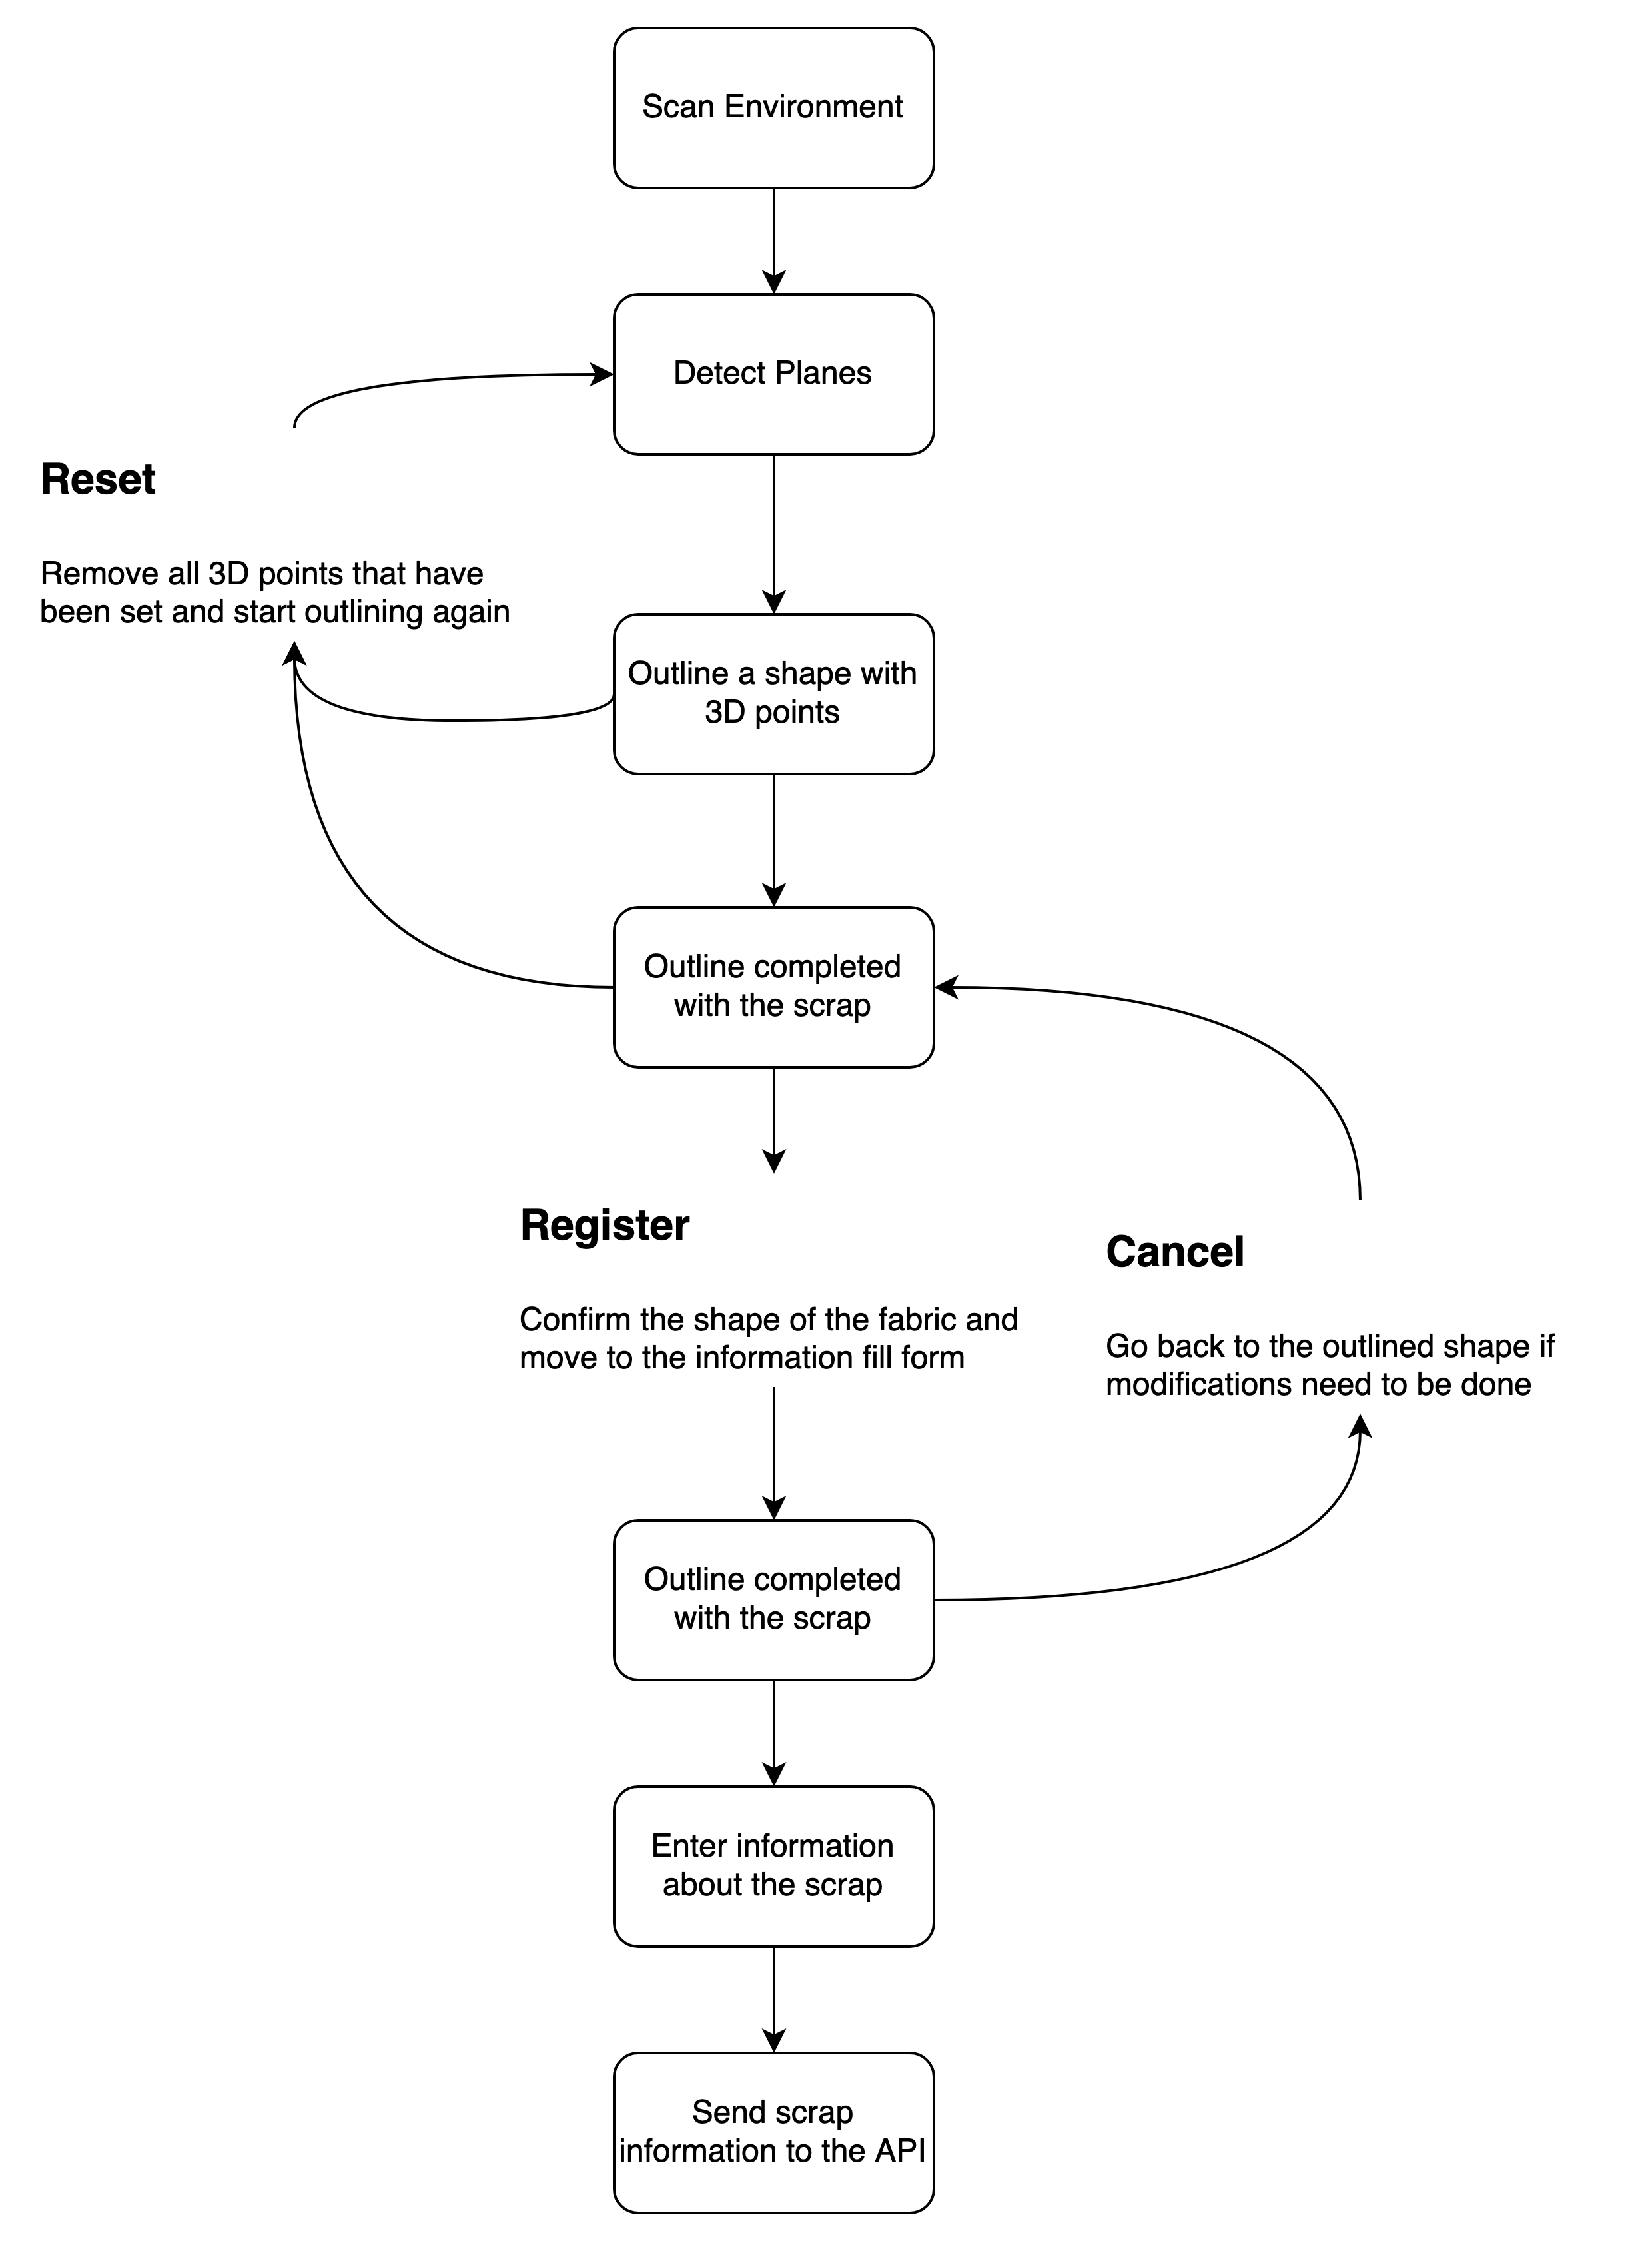 Scan Environment
Detect Planes
Reset
Remove all 3D points that have
been set and start outlining again
Outline a shape with
3D points
Outline completed
with the scrap
Register
Confirm the shape of the fabric and
move to the information fill form
Cancel
Go back to the outlined shape if
modifications need to be done
Outline completed
with the scrap
Enter information
about the scrap
Send scrap
information to the API